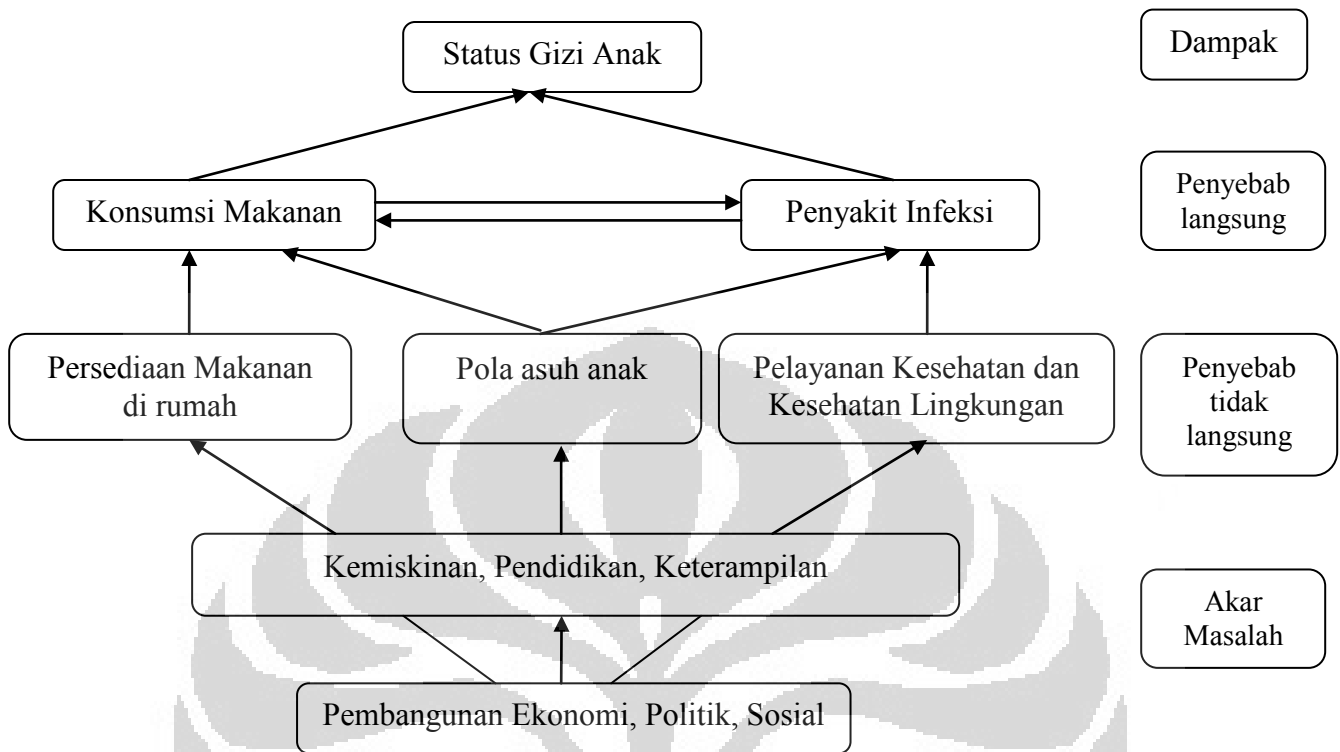 Status Gizi Anak
Dampak
Konsumsi Makanan
Penyakit Infeksi
Penyebab
langsung
Persediaan Makanan
di rumah
Pola asuh anak
Pelayanan Kesehatan dan
Kesehatan Lingkungan
Penyebab
tidak
langsung
Kemiskinan, Pendidikan, Keterampilan
Akar
Masalah
Pembangunan Ekonomi, Politik, Sosial